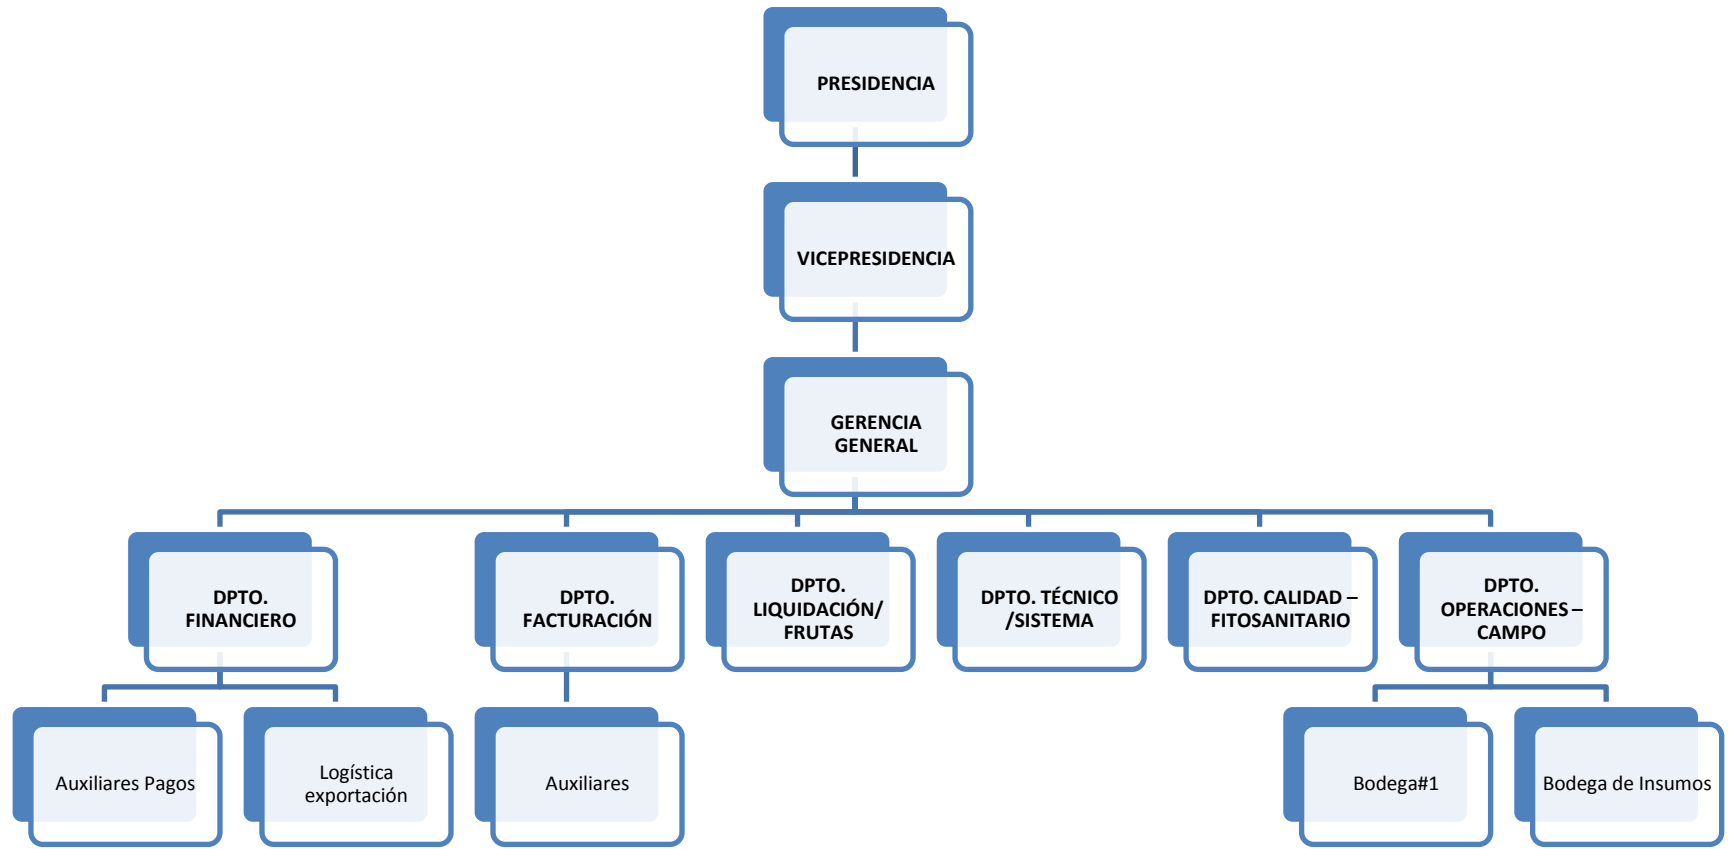 PRESIDENCIA
VICEPRESIDENCIA
GERENCIA
GENERAL
DPTO.
FINANCIERO
DPTO.
FACTURACIÓN
DPTO.
LIQUIDACIÓN/
FRUTAS
DPTO. TÉCNICO
/SISTEMA
DPTO. CALIDAD –
FITOSANITARIO
DPTO.
OPERACIONES –
CAMPO
Auxiliares Pagos
Logística
exportación
Auxiliares
Bodega#1
Bodega de Insumos